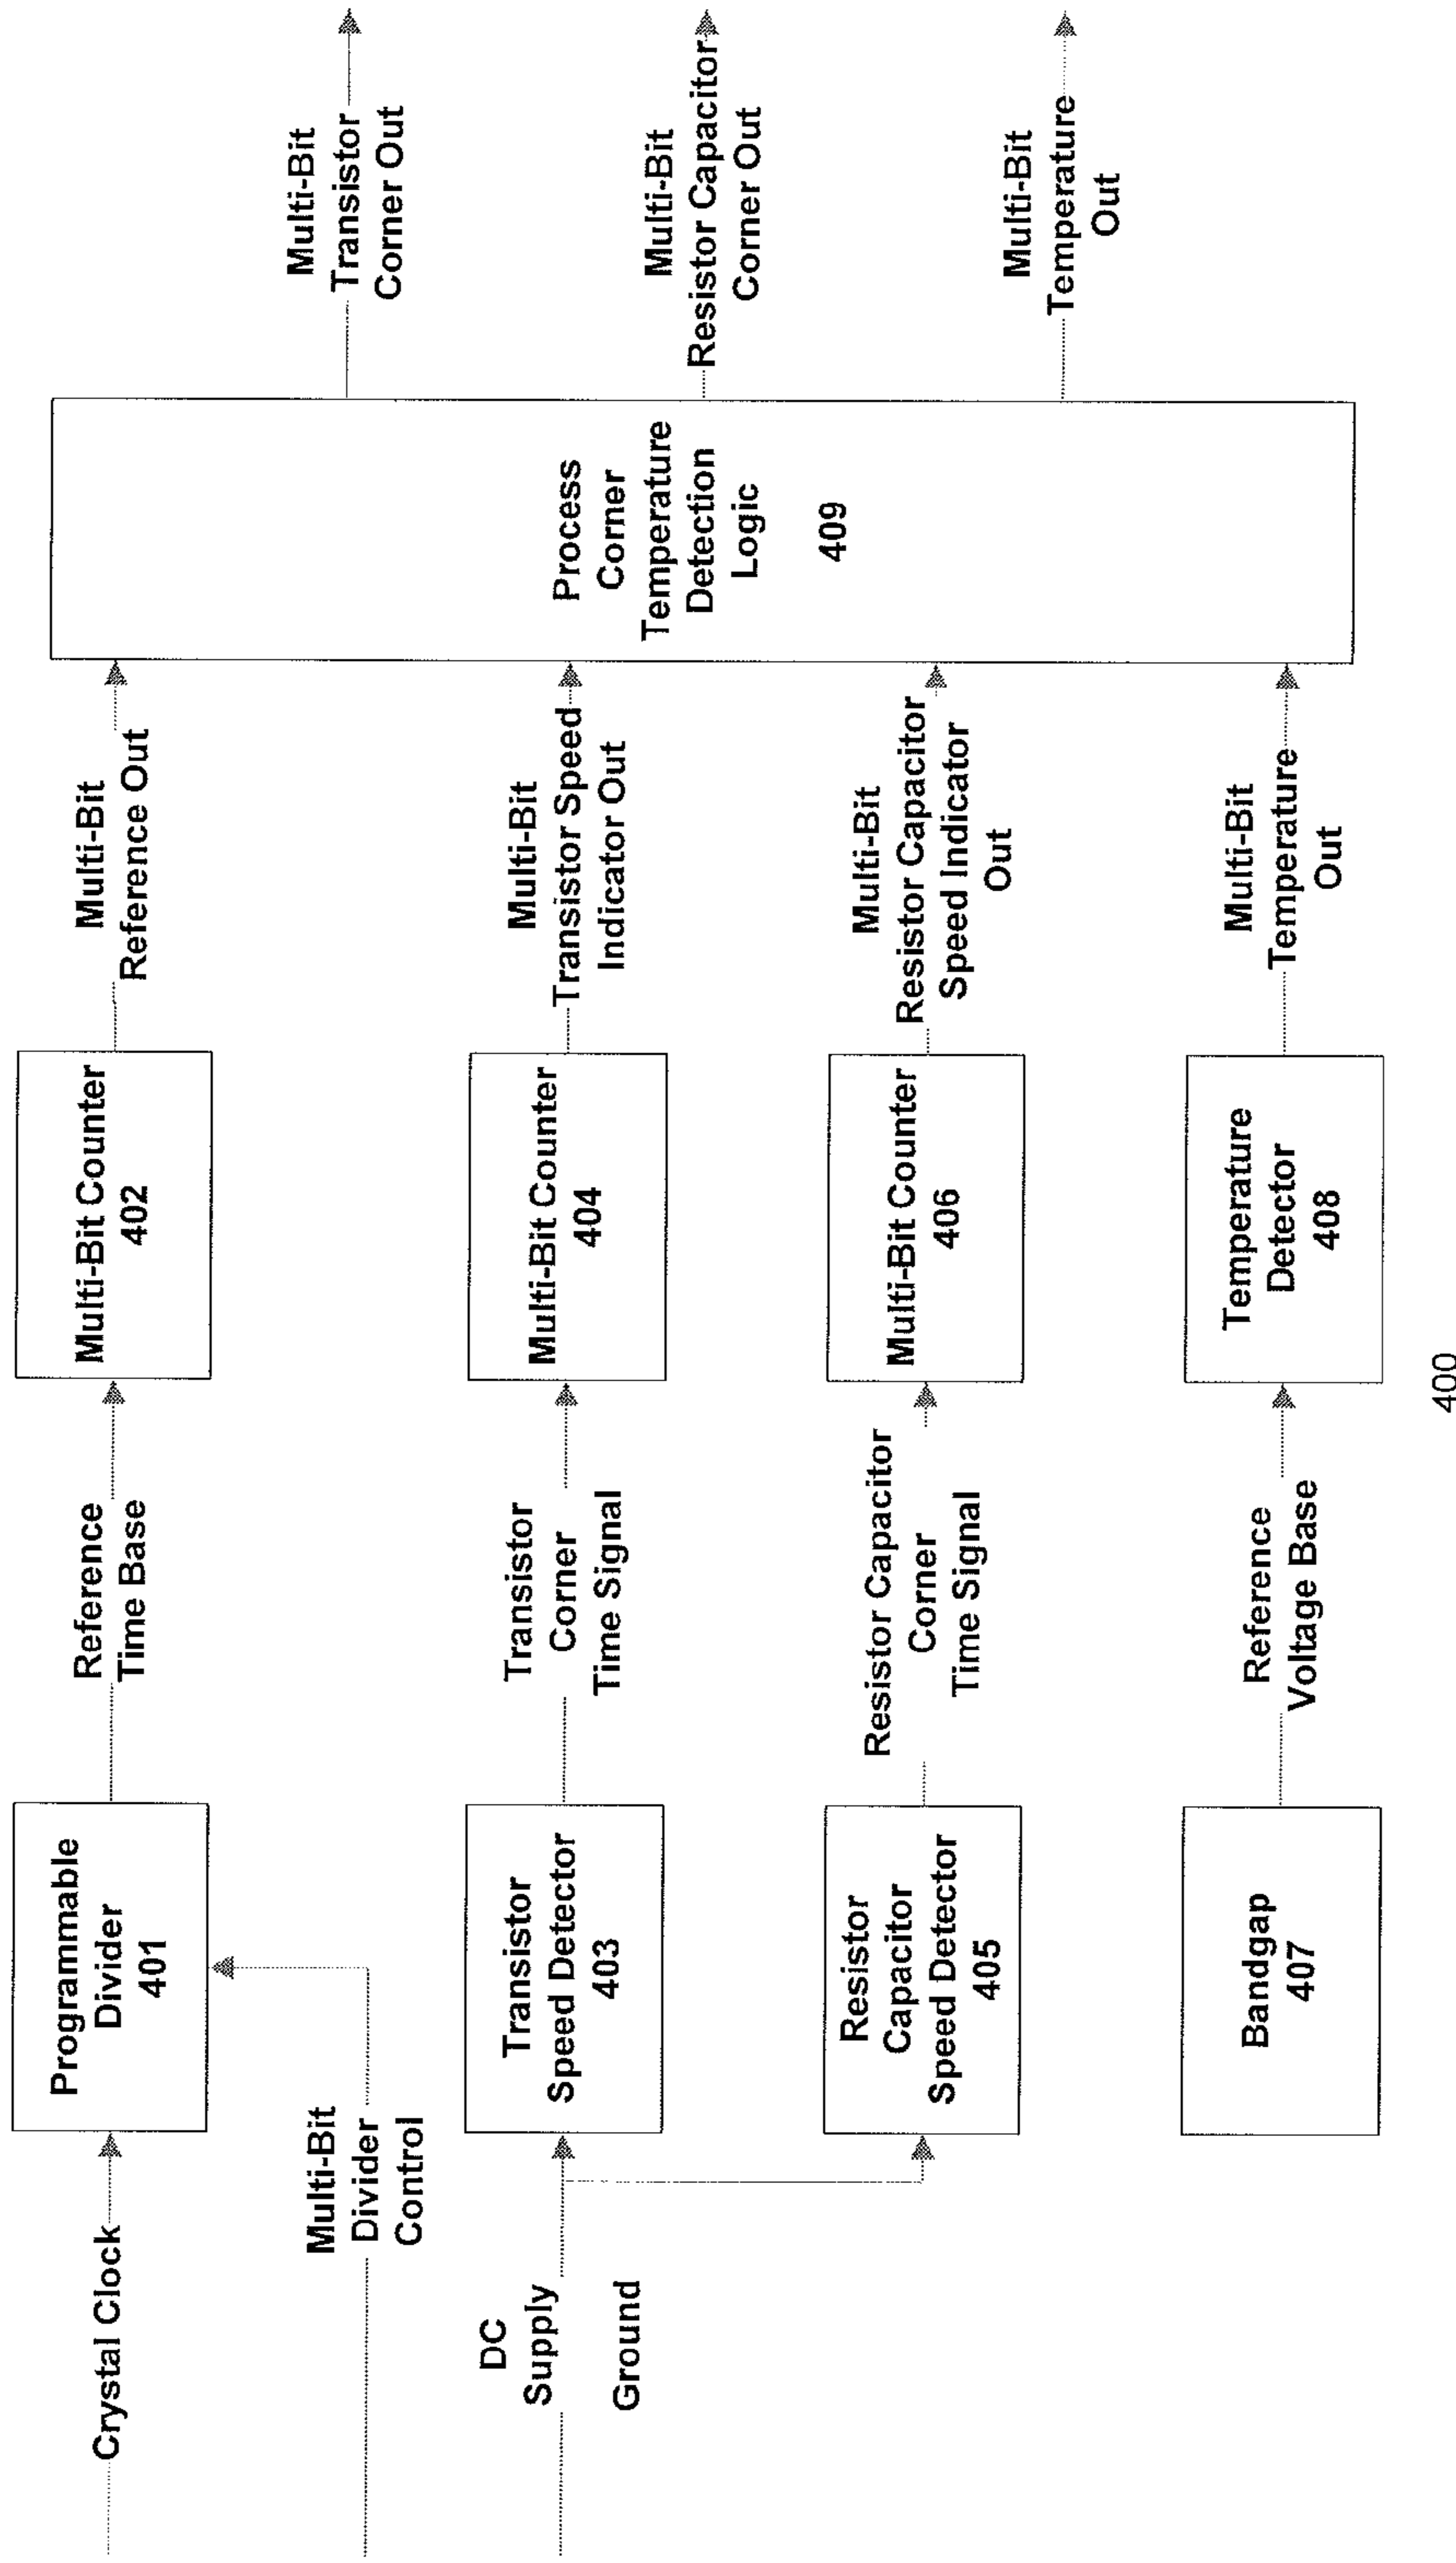 Crystal Clock
Multi-Bit
Divider
Control
Programmable
Divider
401
Reference
Time Base
Multi-Bit Counter
402
Multi-Bit
Reference Out
DC
Supply
Ground
Transistor
Speed Detector
403
Transistor
Corner
Time Signal
Multi-Bit Counter
404
Multi-Bit
Transistor Speed
Indicator Out
Resistor
Capacitor
Speed Detector
405
Resistor Capacitor
Corner
Time Signal
Multi-Bit Counter
406
Multi-Bit
Resistor Capacitor
Speed Indicator
Out
Bandgap
407
Reference
Voltage Base
Temperature
Detector
408
Multi-Bit
Temperature
Out
Process
Corner
Temperature
Detection
Logic
409
Multi-Bit
Transistor
Corner Out
Multi-Bit
Resistor Capacitor
Corner Out
Multi-Bit
Temperature
Out
400